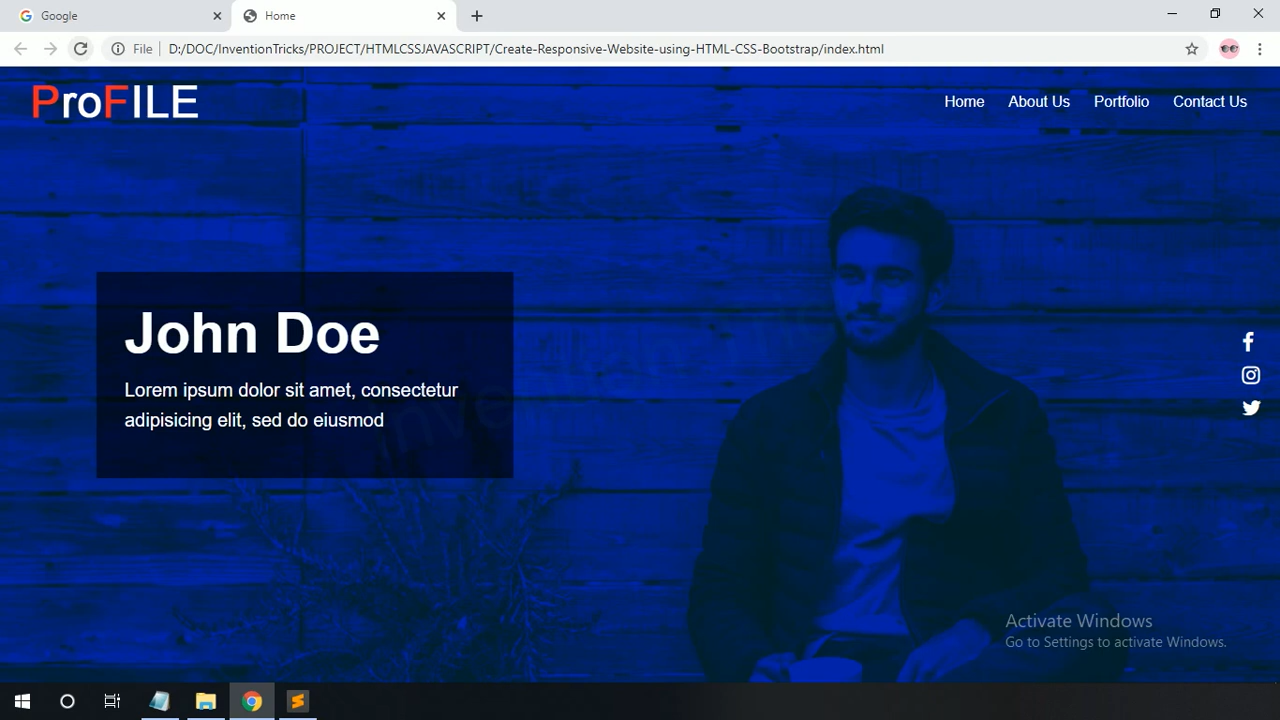 Google
Home
File
D:/DOC/InventionTricks/PROJECT/HTMLCSSJAVASCRIPT/Create-Responsive-Website-using-HTML-CSS-Bootstrap/index.html
ProFILE
Home
About Us
Portfolio
Contact Us
John Doe
Lorem ipsum dolor sit amet, consectetur
adipisicing elit, sed do eiusmod
Activate Windows
Go to Settings to activate Windows.